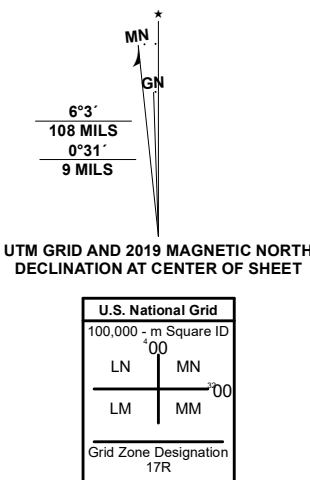 ★
MN
GN
6°3´
108 MILS
0°31´
9 MILS
UTM GRID AND 2019 MAGNETIC NORTH
DECLINATION AT CENTER OF SHEET
U.S. National Grid
100,000 - m Square ID
⁴00
LN MN
³³00
LM MM
Grid Zone Designation
17R